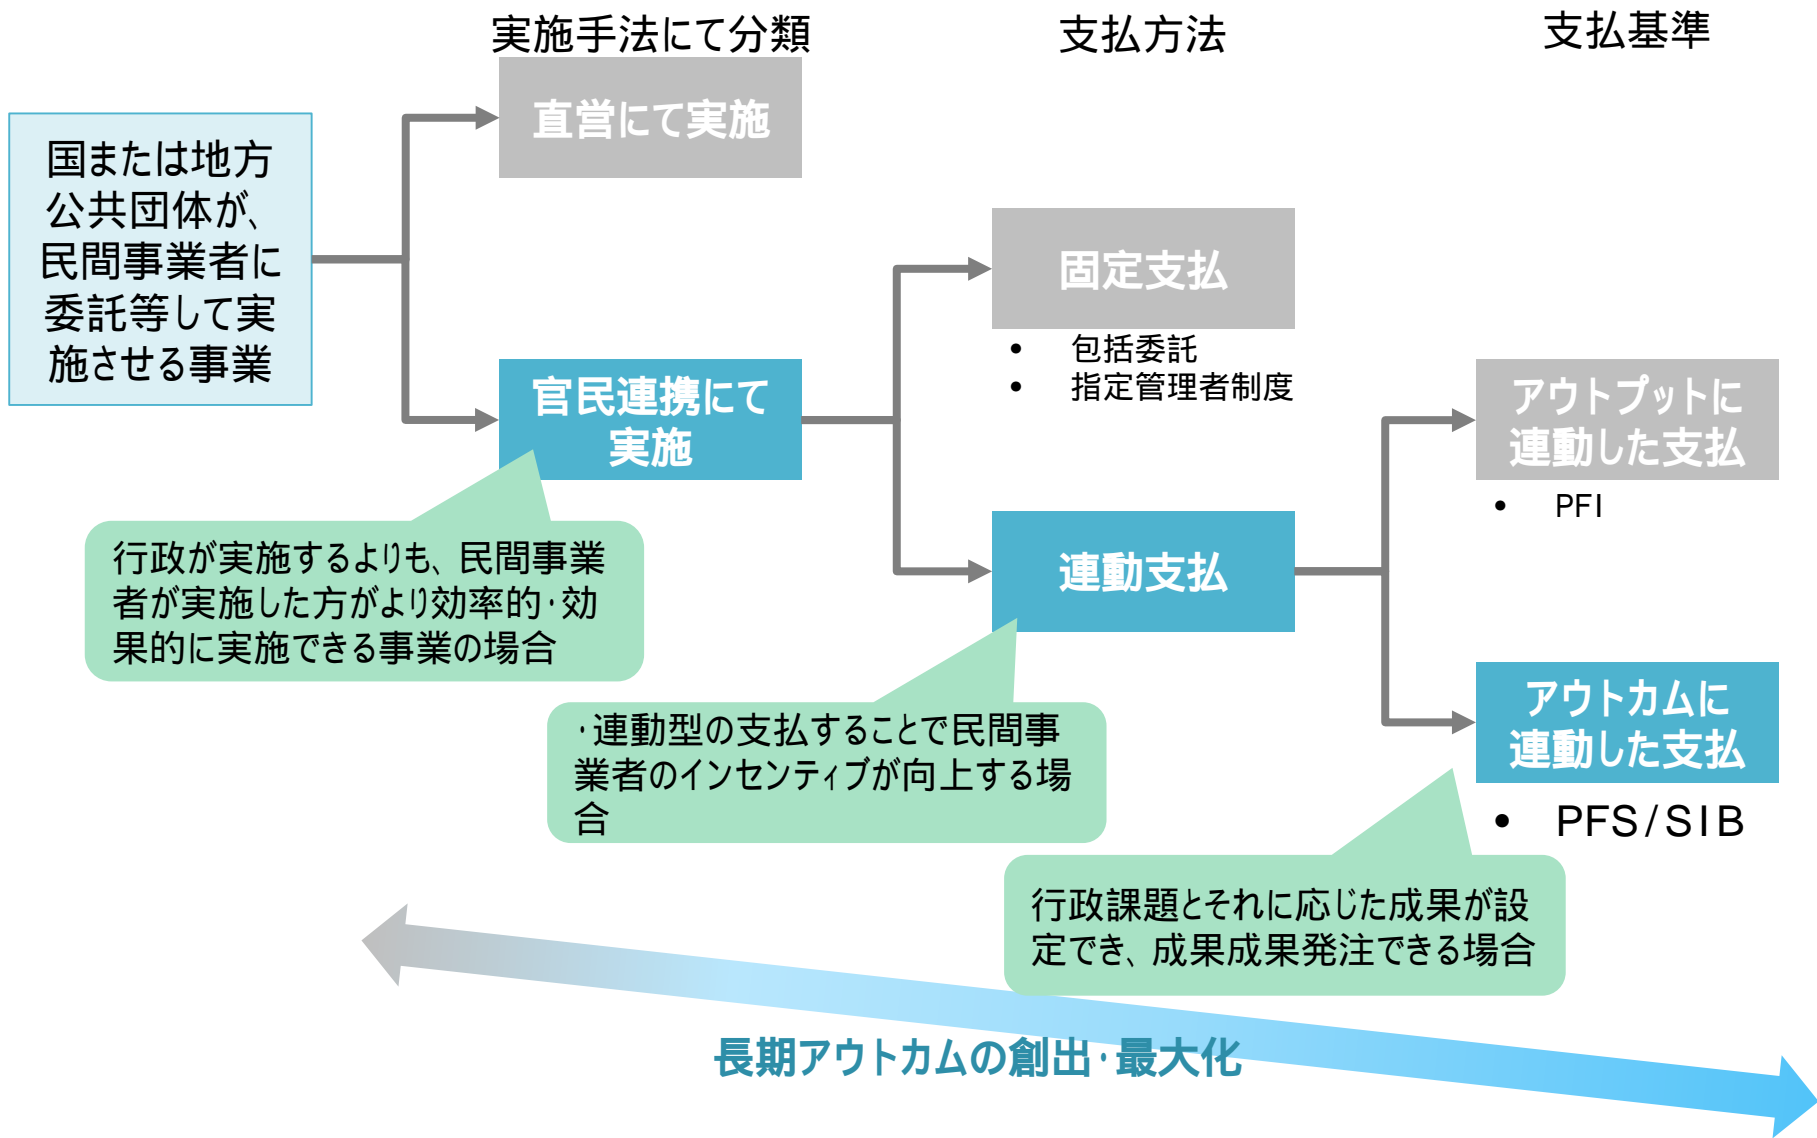 実施手法にて分類
支払方法
支払基準
直営にて実施
国または地方
公共団体が、
民間事業者に
委託等して実
施させる事業
固定支払
• 包括委託
• 指定管理者制度
官民連携にて
実施
アウトプットに
連動した支払
• PFI
行政が実施するよりも、民間事業
者が実施した方がより効率的・効
果的に実施できる事業の場合
連動支払
アウトカムに
連動した支払
• PFS/SIB
・連動型の支払することで民間事
業者のインセンティブが向上する場
合
行政課題とそれに応じた成果が設
定でき、成果成果発注できる場合
長期アウトカムの創出・最大化